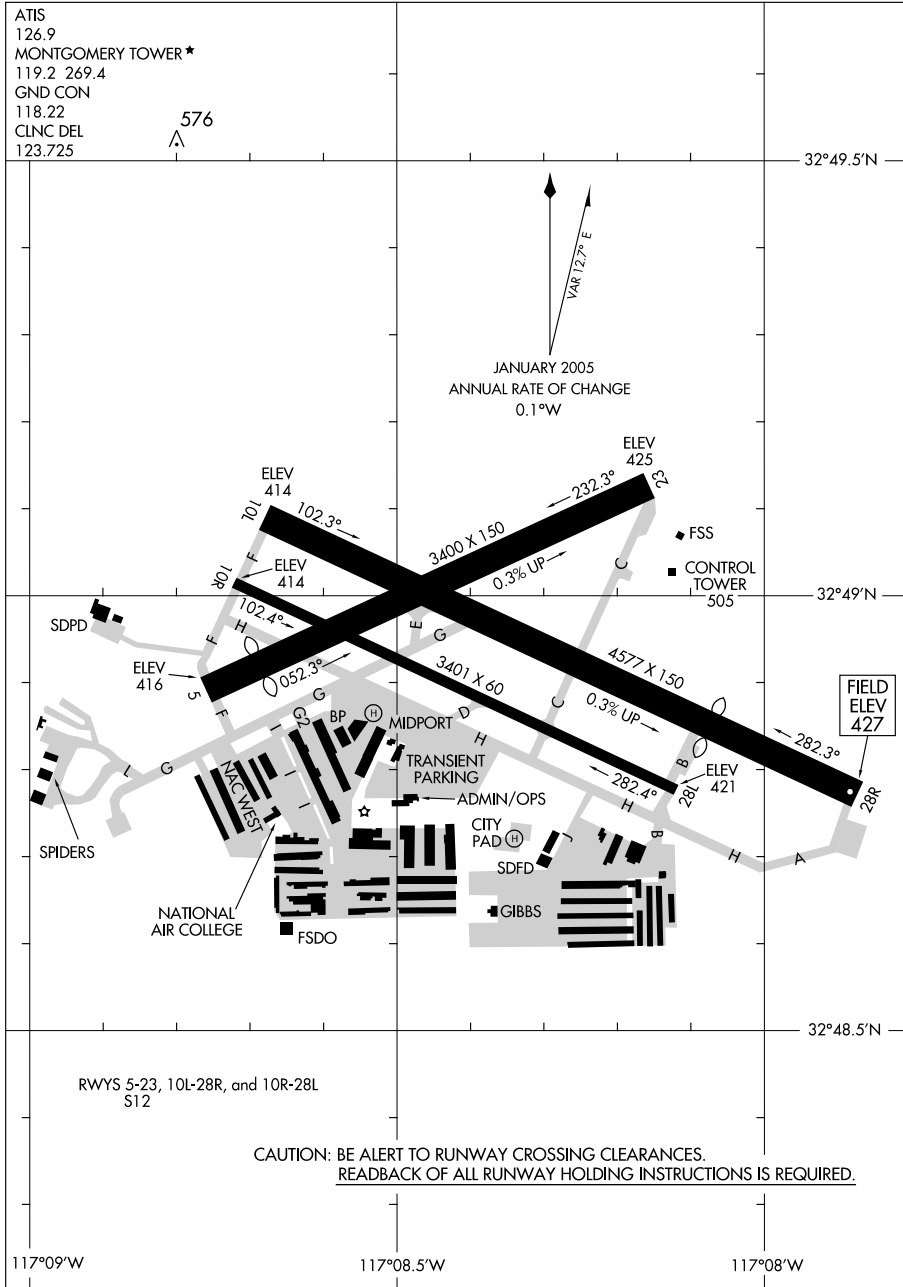 ATIS
126.9
MONTGOMERY TOWER★
119.2 269.4
GND CON
118.22
CLNC DEL
123.725
576
32°49.5'N
VAR 12.7° E
JANUARY 2005
ANNUAL RATE OF CHANGE
0.1°W
ELEV
425
23
232.3°
ELEV
414
10L
102.3°
3400 X 150
0.3% UP
C
FSS
CONTROL
TOWER
505
F
ELEV
414
10R
102.4°
32°49'N
SDPD
F
H
E
G
ELEV
416
5
052.3°
3401 X 60
4577 X 150
0.3% UP
FIELD
ELEV
427
282.3°
28R
F
G
G2
I
BP
H
MIDPORT
D
H
C
B
ELEV
421
282.4°
28L
L
G
I
I
NAC WEST
TRANSIENT
PARKING
ADMIN/OPS
H
CITY
PAD
H
J
B
H
A
SPIDERS
SDFD
NATIONAL
AIR COLLEGE
GIBBS
FSDO
32°48.5'N
RWYS 5-23, 10L-28R, and 10R-28L
S12
CAUTION: BE ALERT TO RUNWAY CROSSING CLEARANCES.
READBACK OF ALL RUNWAY HOLDING INSTRUCTIONS IS REQUIRED.
117°09'W
117°08.5'W
117°08'W